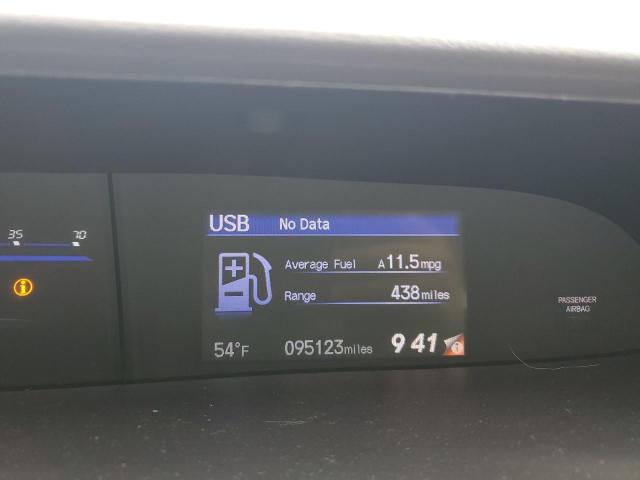 35 70
USB No Data
Average Fuel A11.5mpg
Range 438miles
PASSENGER
AIRBAG
54°F 095123miles 9 41